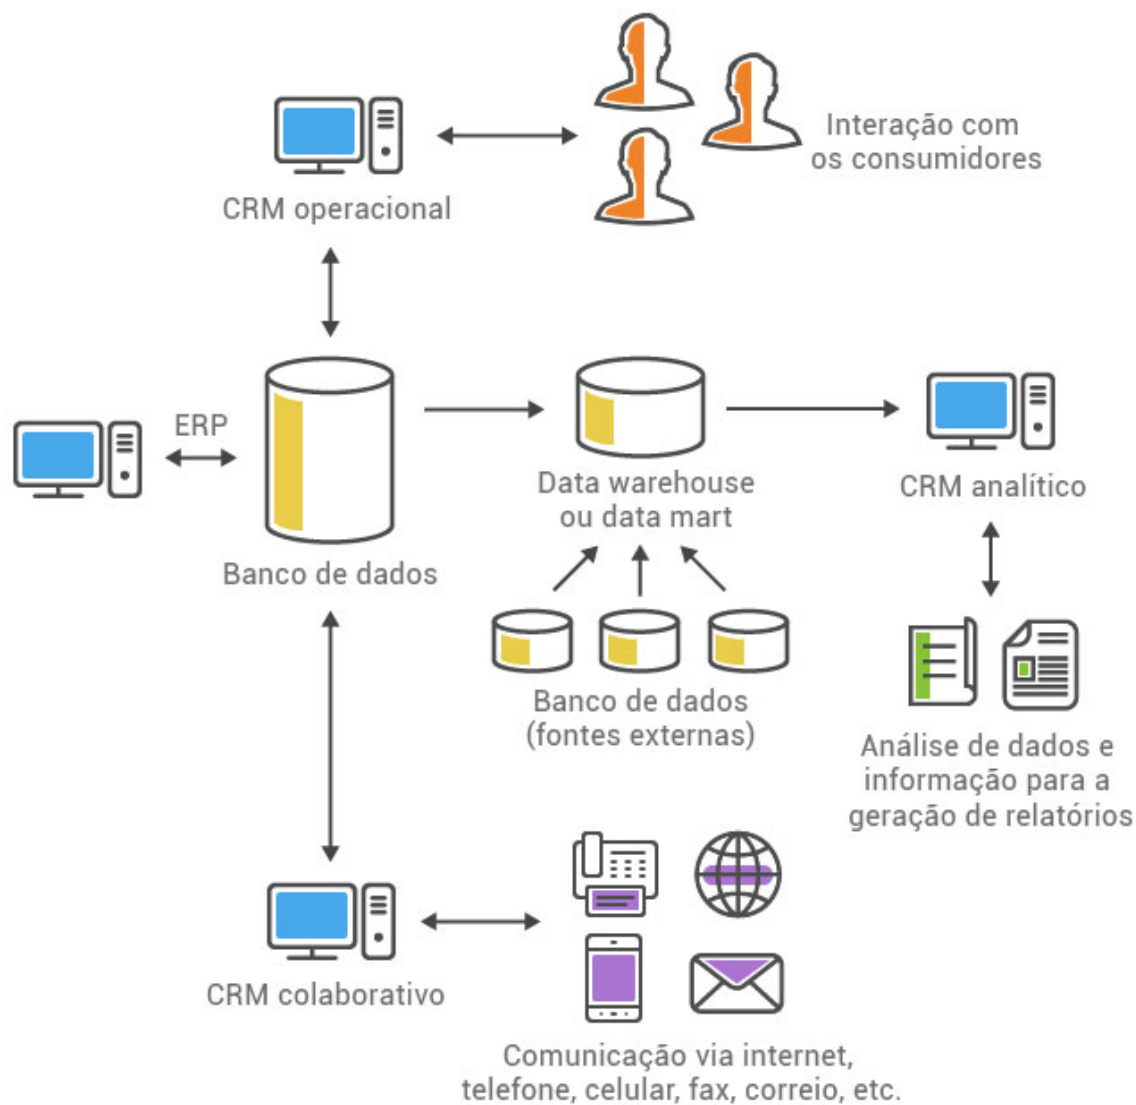 Interação com
os consumidores
CRM operacional
ERP
Banco de dados
Data warehouse
ou data mart
CRM analítico
Banco de dados
(fontes externas)
Análise de dados e
informação para a
geração de relatórios
CRM colaborativo
Comunicação via internet,
telefone, celular, fax, correio, etc.